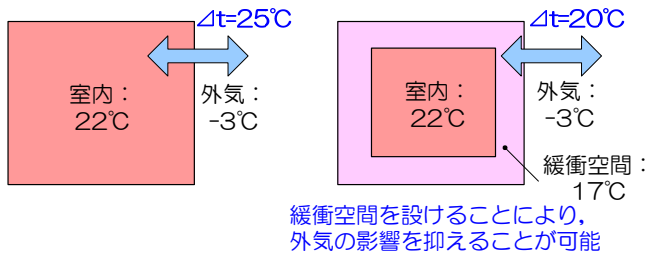 ⊿t=25℃
室内：
22℃
外気：
-3℃
⊿t=20℃
室内：
22℃
外気：
-3℃
緩衝空間：
17℃
緩衝空間を設けることにより，
外気の影響を抑えることが可能